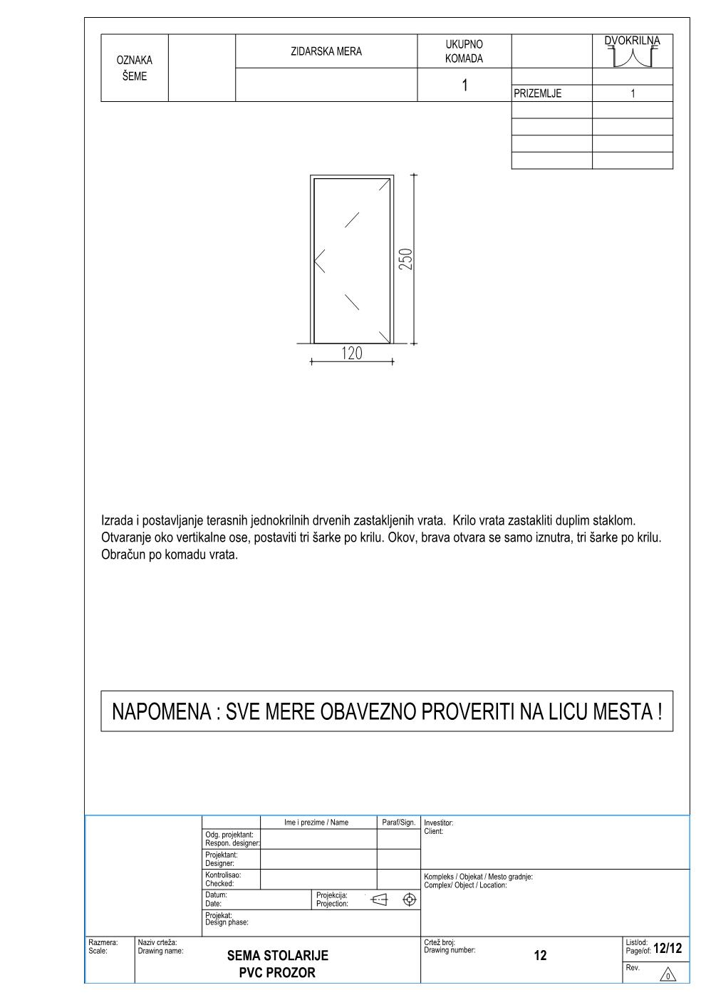 OZNAKA
ŠEME
ZIDARSKA MERA
UKUPNO
KOMADA
1
DVOKRILNA
PRIZEMLJE 1
250
120
Izrada i postavljanje terasnih jednokrilnih drvenih zastakljenih vrata. Krilo vrata zastakliti duplim staklom.
Otvaranje oko vertikalne ose, postaviti tri šarke po krilu. Okov, brava otvara se samo iznutra, tri šarke po krilu.
Obračun po komadu vrata.
NAPOMENA : SVE MERE OBAVEZNO PROVERITI NA LICU MESTA !
Ime i prezime / Name
Paraf/Sign.
Odg. projektant:
Respon. designer:
Projektant:
Designer:
Kontrolisao:
Checked:
Datum:
Date:
Projekcija:
Projection:
Projekat:
Design phase:
Investitor:
Client:
Kompleks / Objekat / Mesto gradnje:
Complex/ Object / Location:
Razmera:
Scale:
Naziv crteža:
Drawing name:
SEMA STOLARIJE
PVC PROZOR
Crtež broj:
Drawing number:
12
List/od:
Page/of: 12/12
Rev.
0